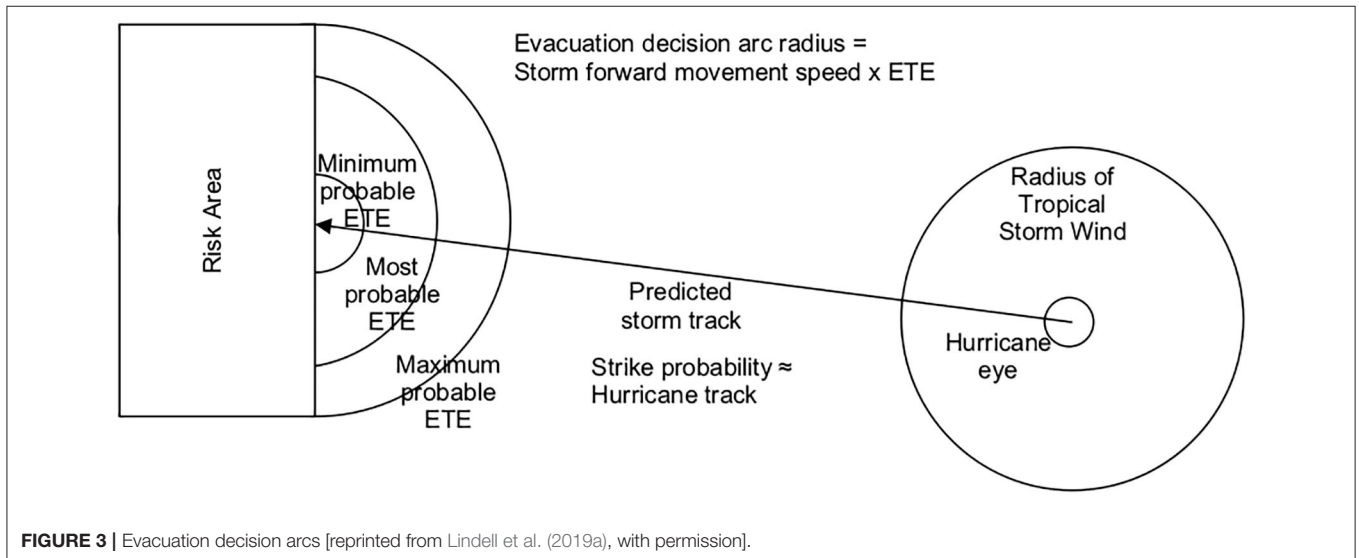 Evacuation decision arc radius =
Storm forward movement speed x ETE
Risk Area
Minimum
probable
ETE
Most
probable
ETE
Maximum
probable
ETE
Predicted
storm track
Strike probability ≈
Hurricane track
Radius of
Tropical
Storm Wind
Hurricane
eye
FIGURE 3 | Evacuation decision arcs [reprinted from Lindell et al. (2019a), with permission].